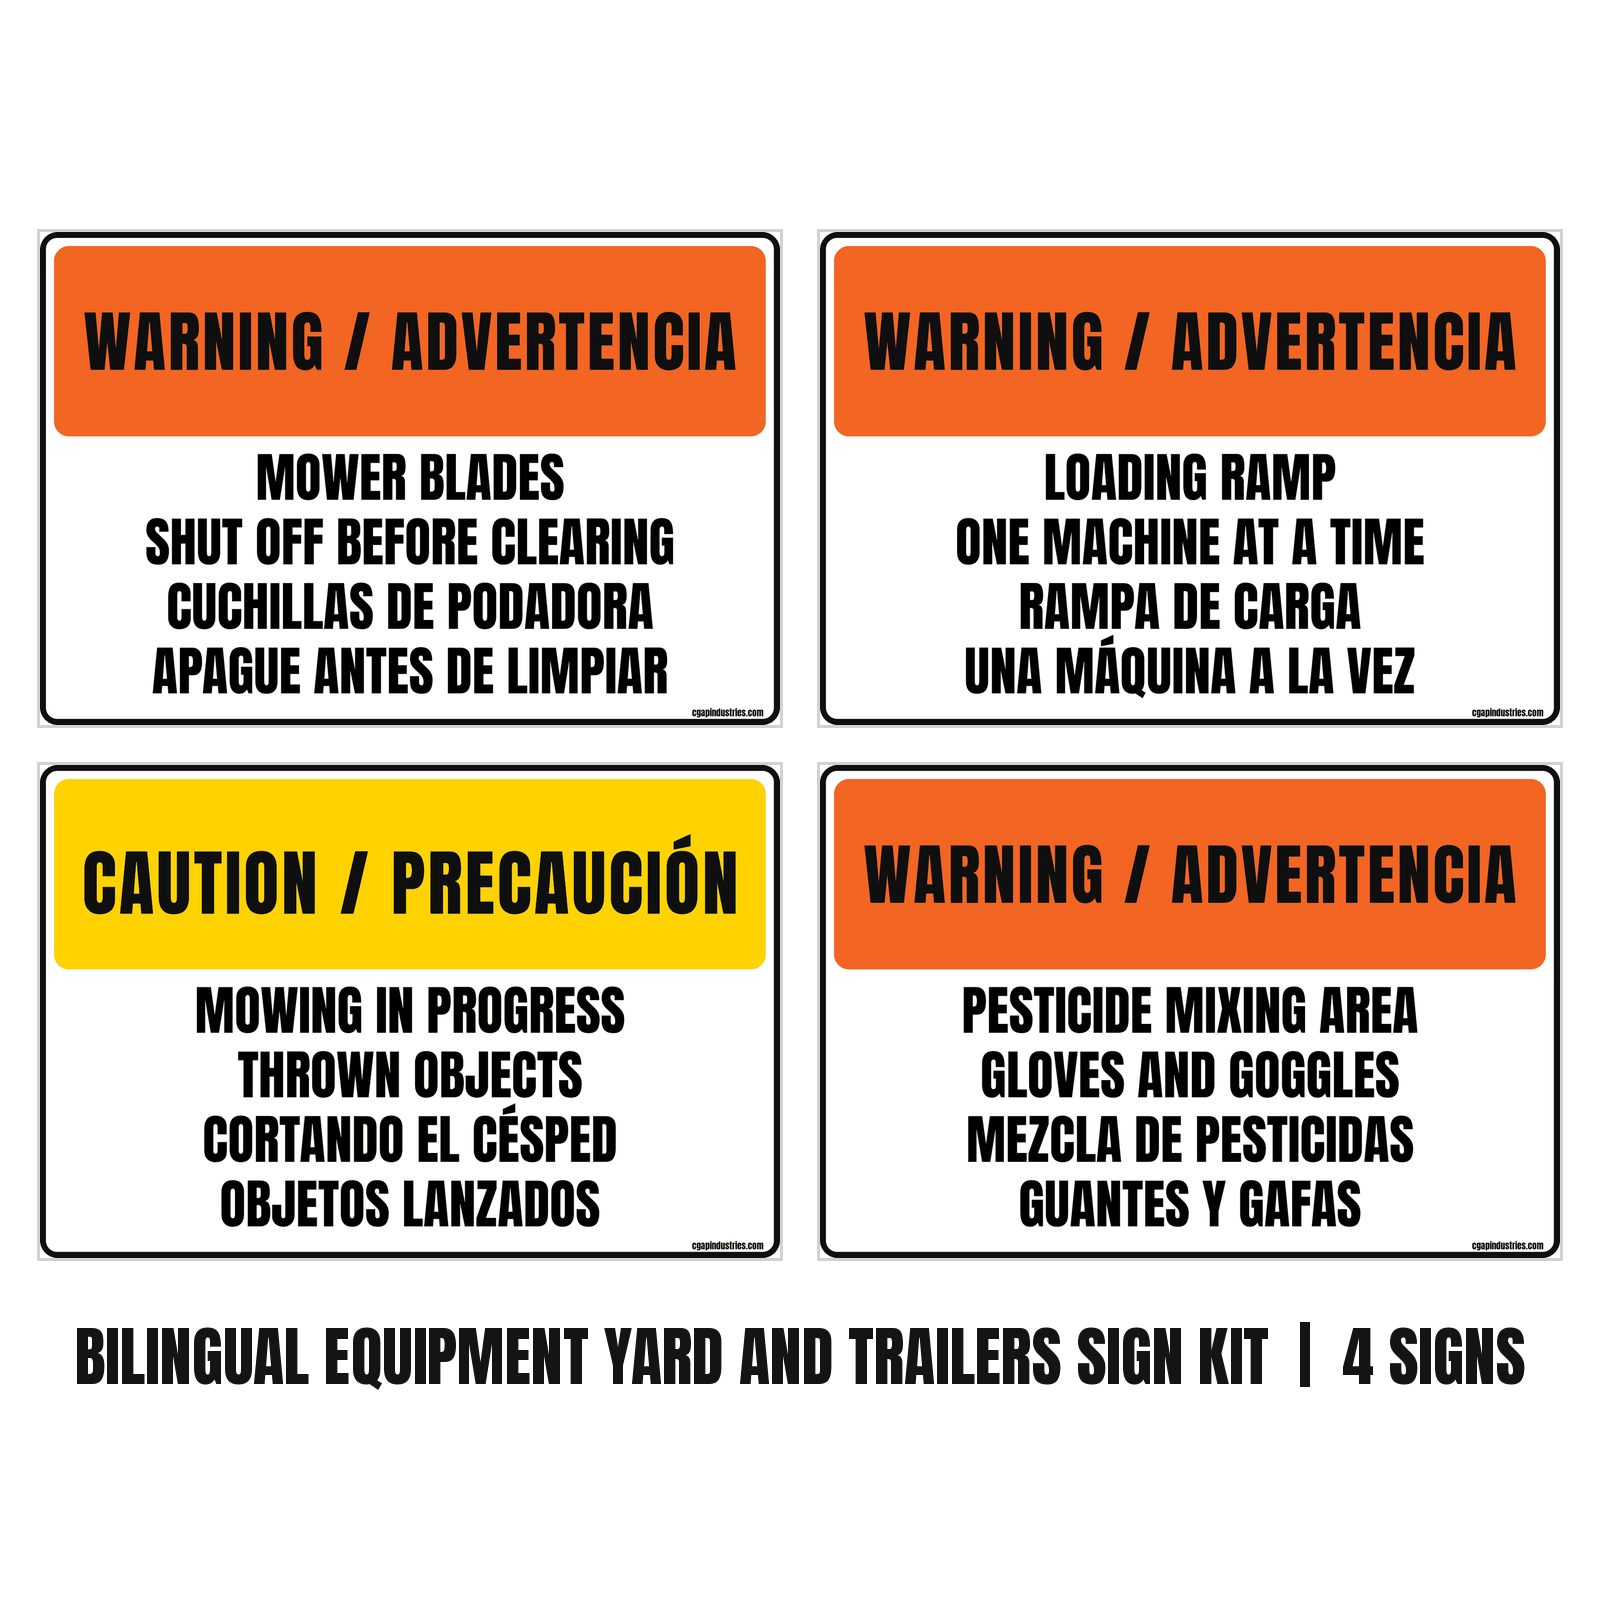 WARNING / ADVERTENCIA
MOWER BLADES
SHUT OFF BEFORE CLEARING
CUCHILLAS DE PODADORA
APAGUE ANTES DE LIMPIAR
cgapindustries.com
WARNING / ADVERTENCIA
LOADING RAMP
ONE MACHINE AT A TIME
RAMPA DE CARGA
UNA MÁQUINA A LA VEZ
cgapindustries.com
CAUTION / PRECAUCIÓN
MOWING IN PROGRESS
THROWN OBJECTS
CORTANDO EL CÉSPED
OBJETOS LANZADOS
cgapindustries.com
WARNING / ADVERTENCIA
PESTICIDE MIXING AREA
GLOVES AND GOGGLES
MEZCLA DE PESTICIDAS
GUANTES Y GAFAS
cgapindustries.com
BILINGUAL EQUIPMENT YARD AND TRAILERS SIGN KIT | 4 SIGNS